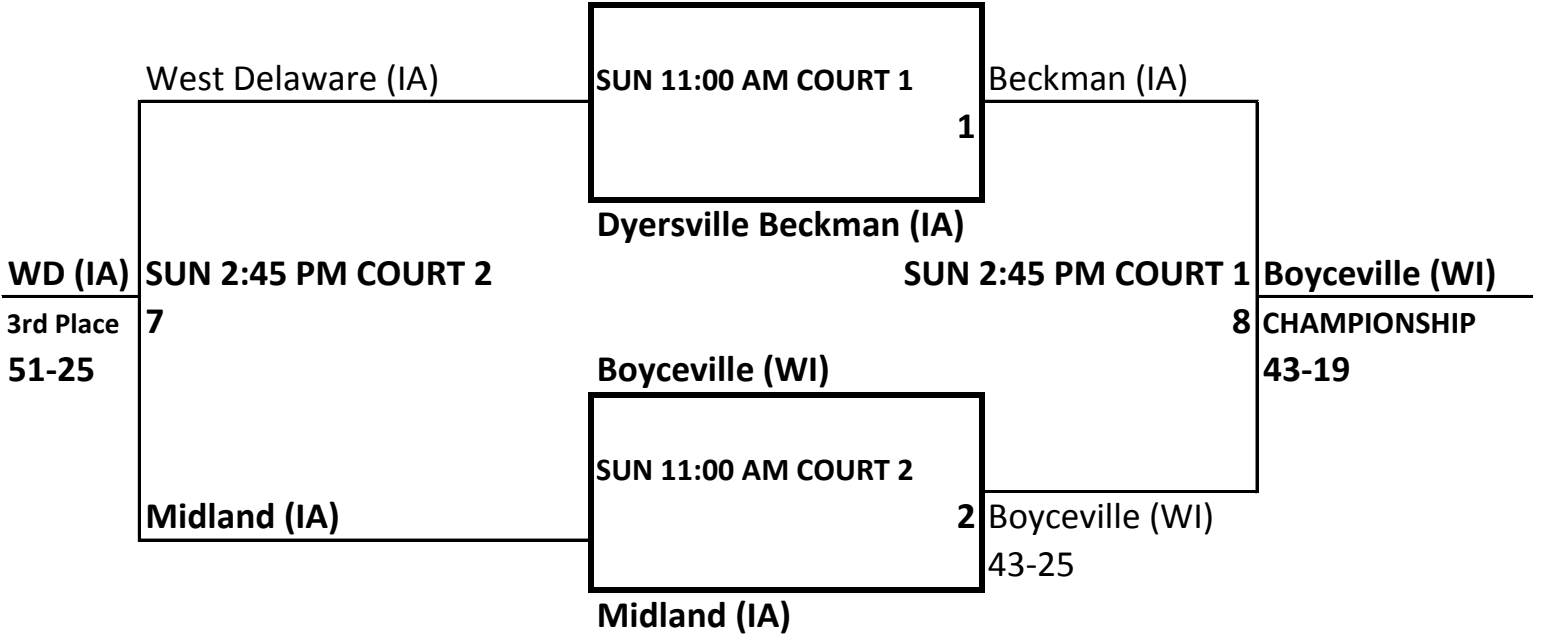 West Delaware (IA)
SUN 11:00 AM COURT 1
Beckman (IA)
1
Dyersville Beckman (IA)
WD (IA)
SUN 2:45 PM COURT 2
SUN 2:45 PM COURT 1
Boyceville (WI)
3rd Place
7
8
CHAMPIONSHIP
51-25
Boyceville (WI)
43-19
SUN 11:00 AM COURT 2
Midland (IA)
2
Boyceville (WI)
43-25
Midland (IA)